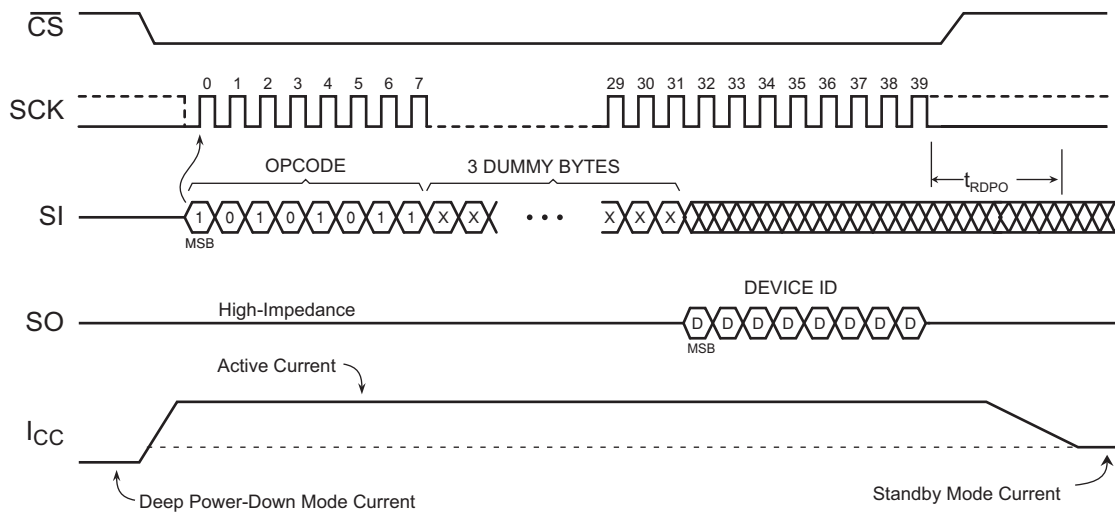 CS
0 1 2 3 4 5 6 7 29 30 31 32 33 34 35 36 37 38 39
SCK
OPCODE 3 DUMMY BYTES tRDPO
SI 1 0 1 0 1 0 1 1 X X • • • X X X
MSB
DEVICE ID
High-Impedance
SO D D D D D D D D
MSB
Active Current
ICC
Deep Power-Down Mode Current
Standby Mode Current